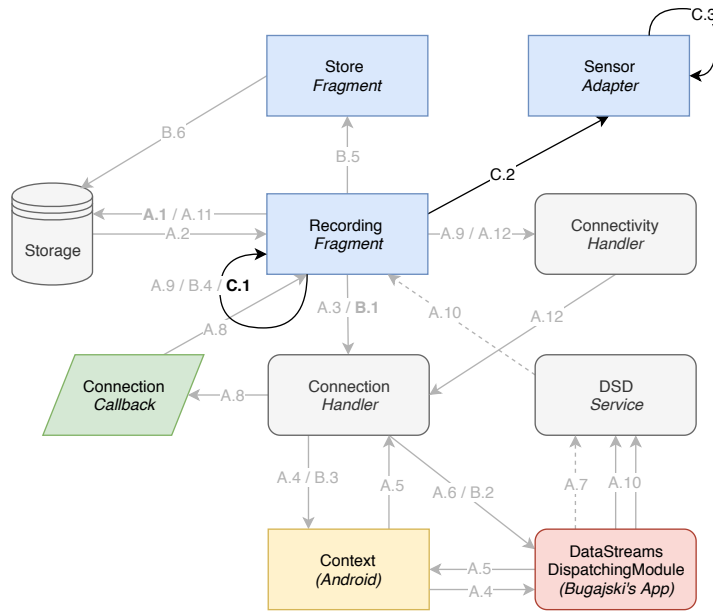 C.3
Store
Fragment
Sensor
Adapter
B.6
B.5
C.2
A.1 / A.11
A.2
Storage
Recording
Fragment
A.9 / A.12
Connectivity
Handler
A.9 / B.4 / C.1
A.3 / B.1
A.10
A.12
A.8
Connection
Callback
A.8
Connection
Handler
DSD
Service
A.4 / B.3
A.5
A.6 / B.2
A.7
A.10
Context
(Android)
A.5
A.4
DataStreams
DispatchingModule
(Bugajski's App)